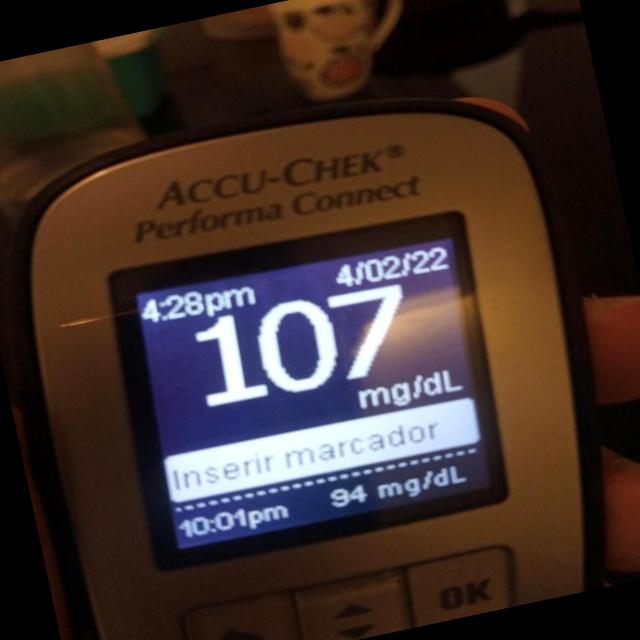 ACCU-CHEK®
Performa Connect
4:28pm 4/02/22
107
mg/dL
Inserir marcador
10:01pm 94 mg/dL
OK